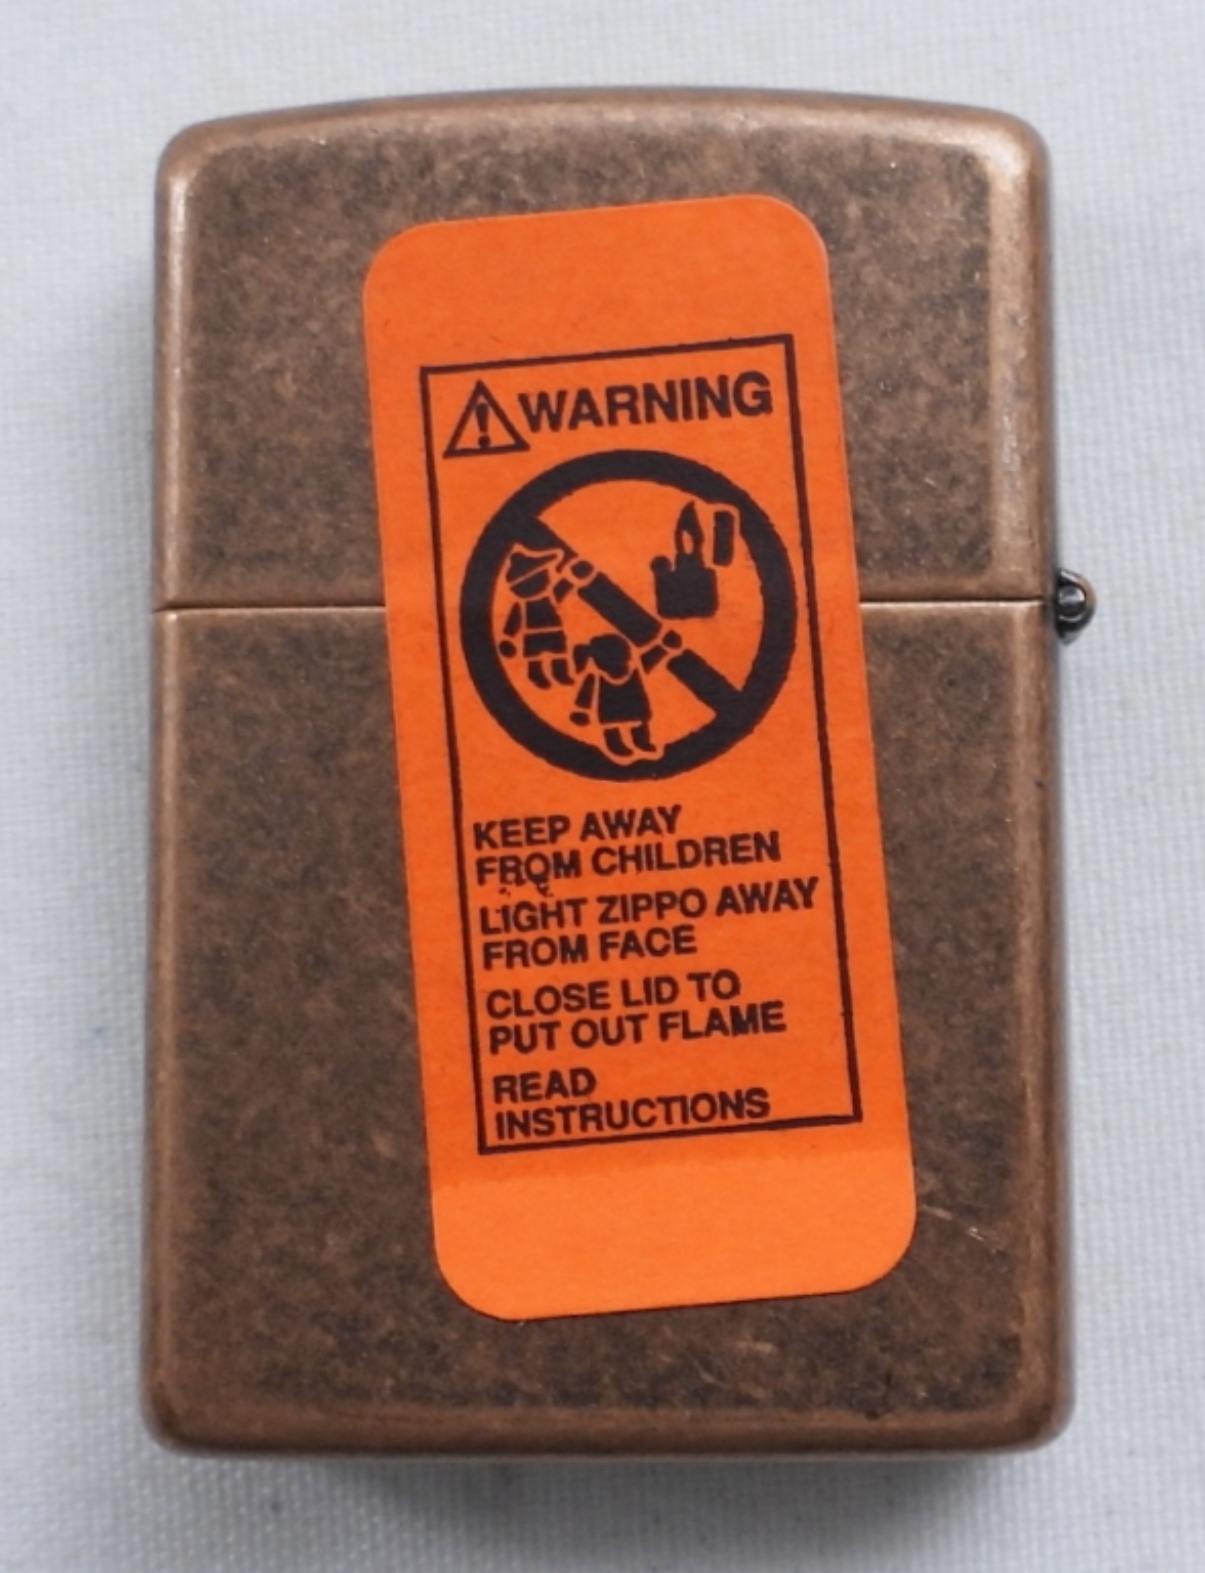 WARNING
KEEP AWAY
FROM CHILDREN
LIGHT ZIPPO AWAY
FROM FACE
CLOSE LID TO
PUT OUT FLAME
READ
INSTRUCTIONS